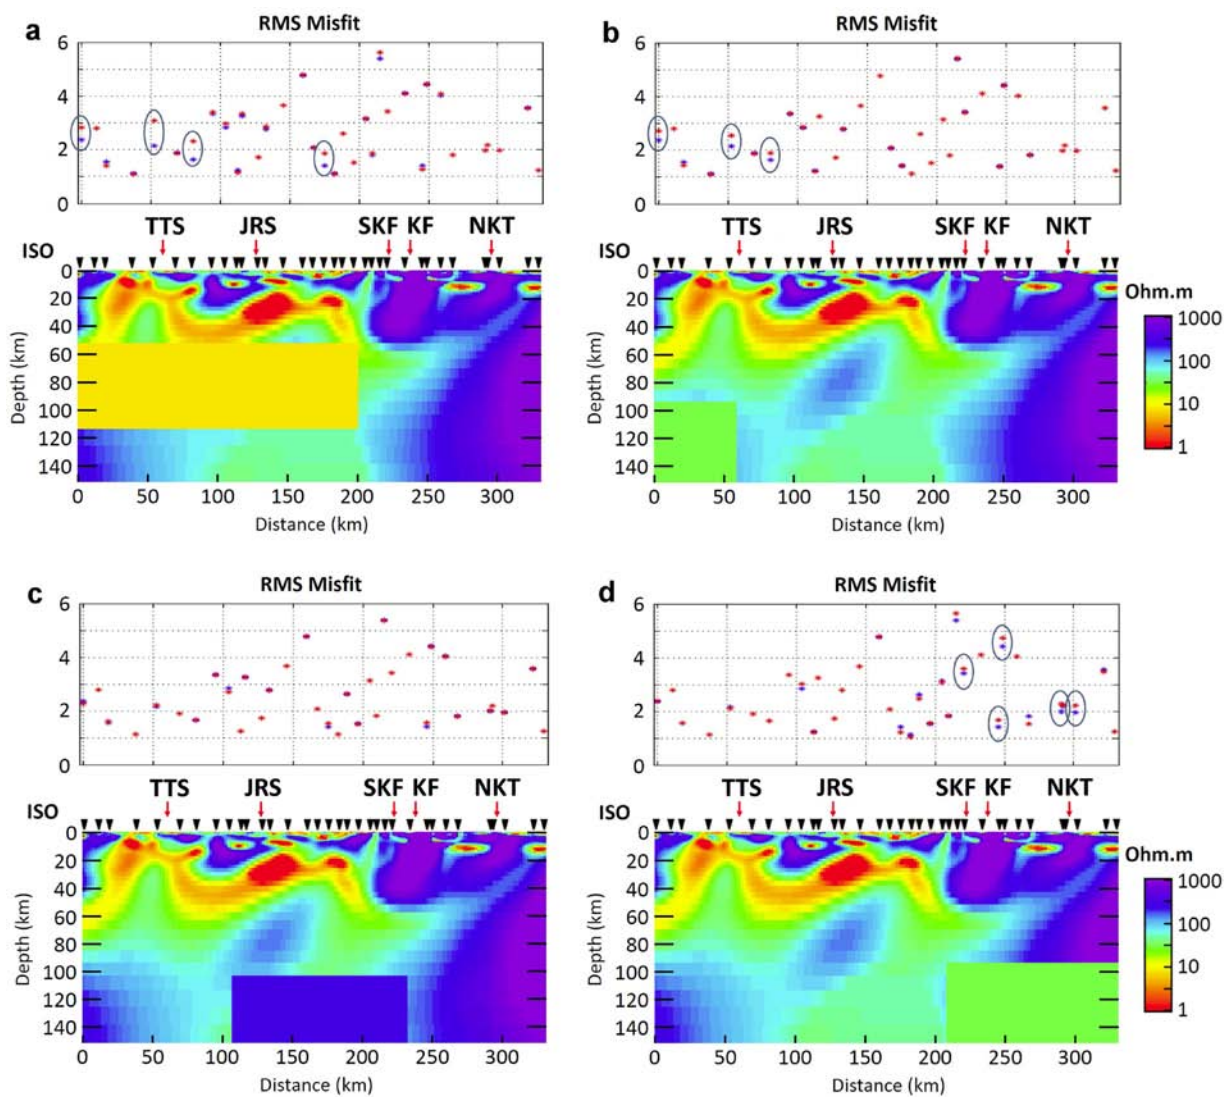 a
RMS Misfit
6
4
2
0
TTS JRS SKF KF NKT
ISO
0
20
40
60
80
100
120
140
Depth (km)
0 50 100 150 200 250 300
Distance (km)
b
RMS Misfit
6
4
2
0
TTS JRS SKF KF NKT
0
20
40
60
80
100
120
140
Depth (km)
0 50 100 150 200 250 300
Distance (km)
Ohm.m
1000
100
10
1
c
RMS Misfit
6
4
2
0
TTS JRS SKF KF NKT
ISO
0
20
40
60
80
100
120
140
Depth (km)
0 50 100 150 200 250 300
Distance (km)
d
RMS Misfit
6
4
2
0
TTS JRS SKF KF NKT
ISO
0
20
40
60
80
100
120
140
Depth (km)
0 50 100 150 200 250 300
Distance (km)
Ohm.m
1000
100
10
1